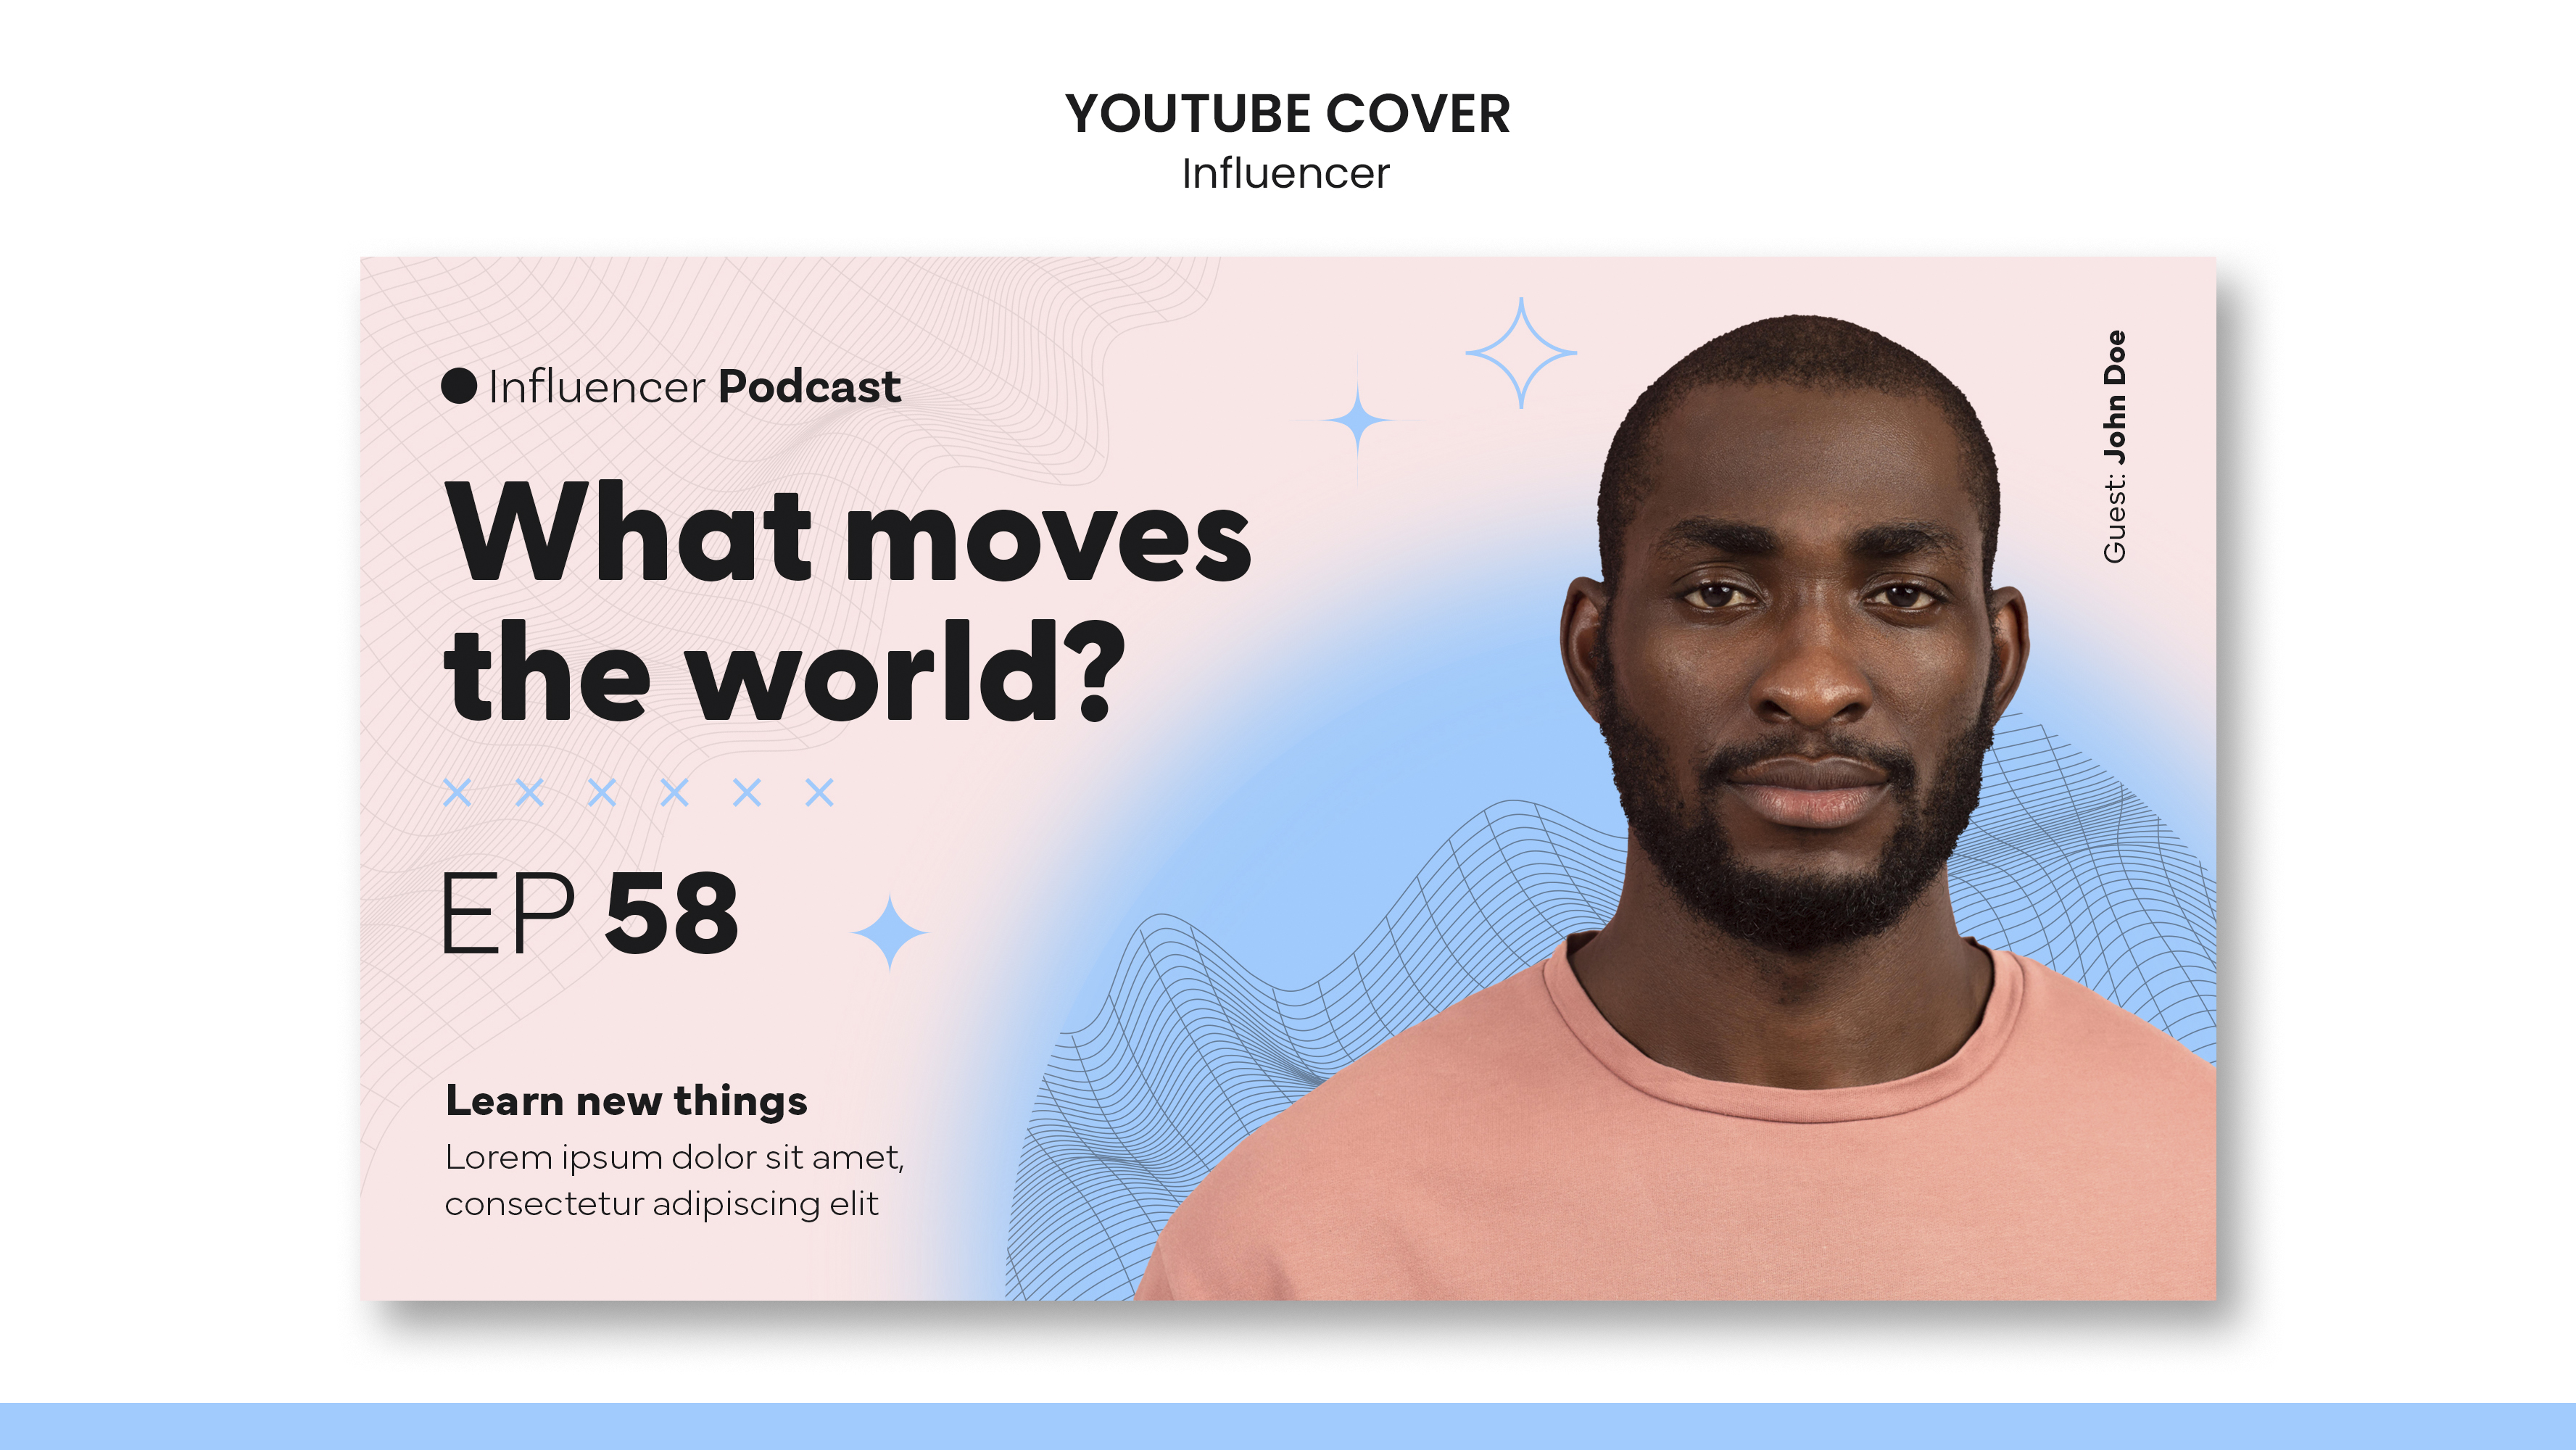 YOUTUBE COVER
Influencer
Influencer Podcast
What moves
the world?
EP 58
Learn new things
Lorem ipsum dolor sit amet,
consectetur adipiscing elit
Guest: John Doe